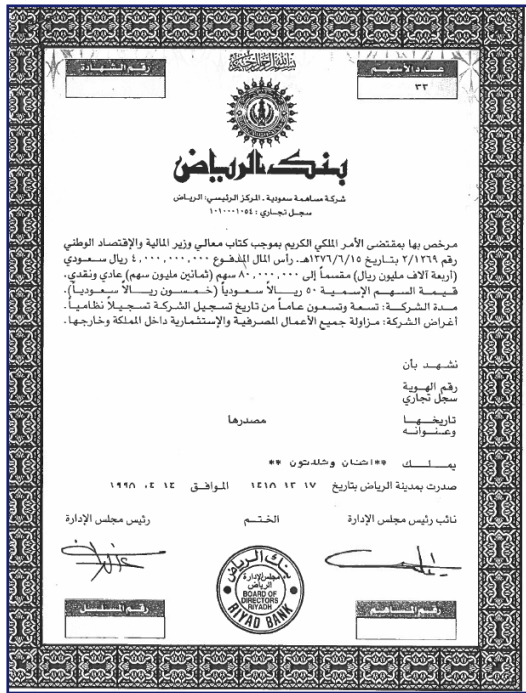 بسم الله الرحمن الرحيم
رقم الشهادة
عدد الأسهم
٣٢
بنك الرياض
شركة مساهمة سعودية . المركز الرئيسي: الرياض
سجل تجاري : ١٠١٠٠٠١٠٥٤
مرخص بها بمقتضى الأمر الملكي الكريم بموجب كتاب معالي وزير المالية والإقتصاد الوطني
رقم ٢/١٢٦٩ بتاريخ ١٣٧٦/٦/١٥هـ. رأس المال المدفوع ٤,٠٠٠,٠٠٠,٠٠٠ ريال سعودي
(أربعة آلاف مليون ريال) مقسماً إلى ٨٠,٠٠٠,٠٠٠ سهم (ثمانين مليون سهم) عادي ونقدي.
قيمة السهم الإسمية ٥٠ ريالاً سعودياً (خمسون ريالاً سعودياً).
مدة الشركة: تسعة وتسعون عاماً من تاريخ تسجيل الشركة تسجيلاً نظامياً.
أغراض الشركة: مزاولة جميع الأعمال المصرفية والإستثمارية داخل المملكة وخارجها.
نشهد بأن
رقم الهوية
سجل تجاري
تاريخها مصدرها
وعنوانه
يملك **اثنان وثلاثون **
صدرت بمدينة الرياض بتاريخ ١٧ ١٢ ١٤١٨ الموافق ١٤ ٠٤ ١٩٩٨
نائب رئيس مجلس الإدارة الختم رئيس مجلس الإدارة
بنك الرياض
مجلس الإدارة
الرياض
BOARD OF
DIRECTORS
RIYADH
RIYAD BANK
رقم المساهم
رقم المسلسل